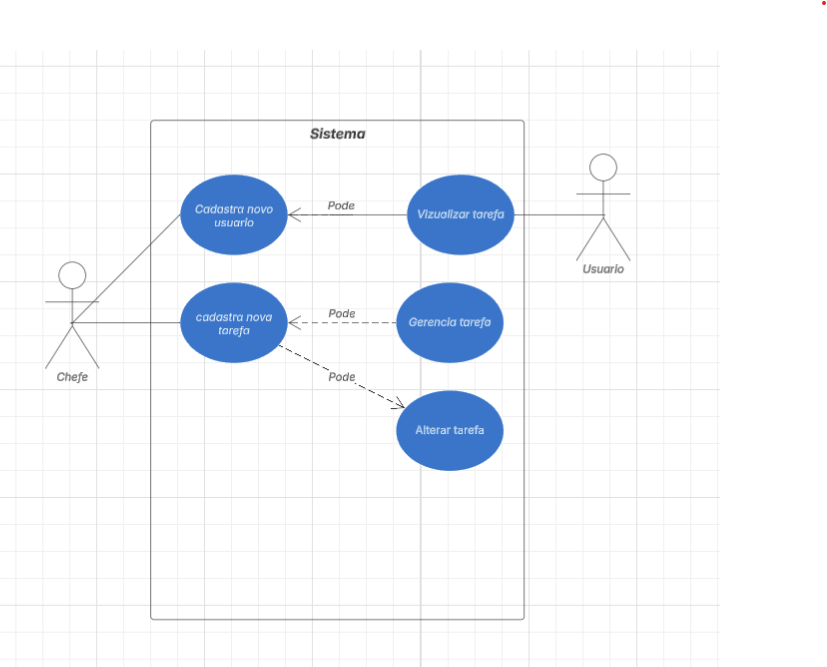 Sistema
Cadastra novo
usuario
Pode
Vizualizar tarefa
Usuario
cadastra nova
tarefa
Pode
Gerencia tarefa
Chefe
Pode
Alterar tarefa